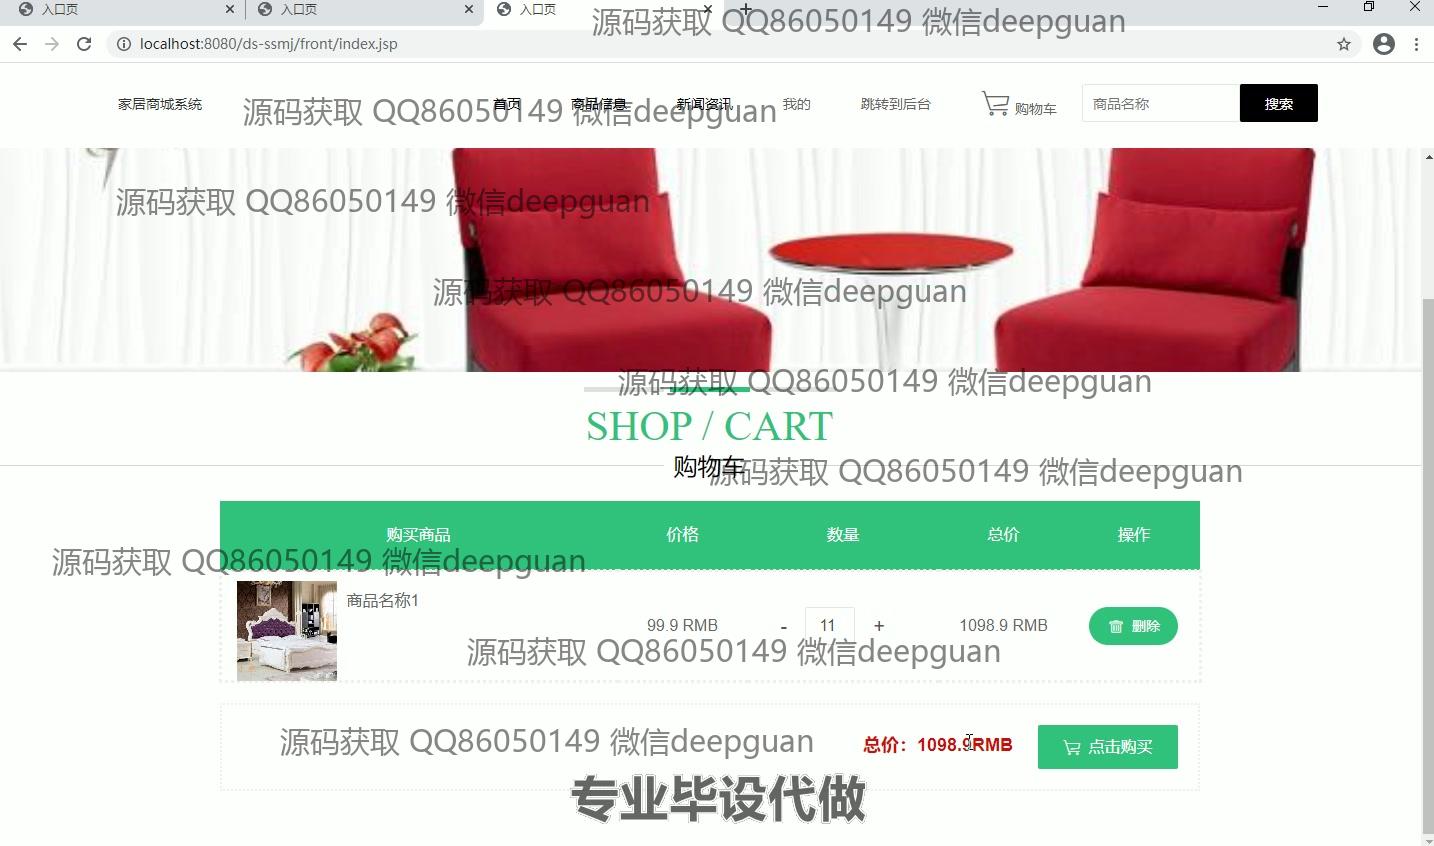 入口页
入口页
入口页
源码获取 QQ86050149 微信deepguan
localhost:8080/ds-ssmj/front/index.jsp
家居商城系统
首页
商品信息
新闻资讯
我的
跳转到后台
购物车
商品名称
搜索
源码获取 QQ86050149 微信deepguan
源码获取 QQ86050149 微信deepguan
源码获取 QQ86050149 微信deepguan
源码获取 QQ86050149 微信deepguan
SHOP / CART
购物车
源码获取 QQ86050149 微信deepguan
购买商品 价格 数量 总价 操作
源码获取 QQ86050149 微信deepguan
商品名称1
99.9 RMB - 11 + 1098.9 RMB 删除
源码获取 QQ86050149 微信deepguan
源码获取 QQ86050149 微信deepguan
总价：1098.9RMB 点击购买
专业毕设代做